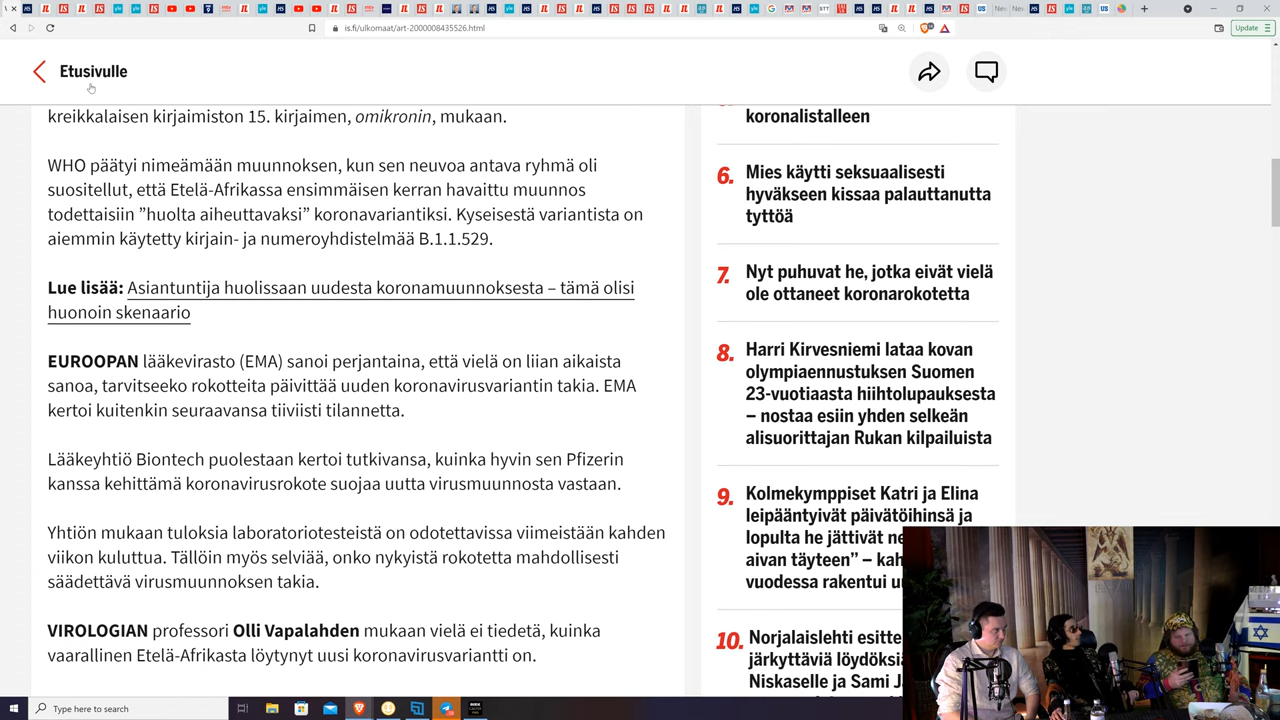 is.fi/ulkomaat/art-2000008435526.html
Update
Etusivulle
kreikkalaisen kirjaimiston 15. kirjaimen, omikronin, mukaan.
WHO päätyi nimeämään muunnoksen, kun sen neuvoa antava ryhmä oli
suositellut, että Etelä-Afrikassa ensimmäisen kerran havaittu muunnos
todettaisiin ”huolta aiheuttavaksi” koronavariantiksi. Kyseisestä variantista on
aiemmin käytetty kirjain- ja numeroyhdistelmää B.1.1.529.
Lue lisää: Asiantuntija huolissaan uudesta koronamuunnoksesta – tämä olisi
huonoin skenaario
EUROOPAN lääkevirasto (EMA) sanoi perjantaina, että vielä on liian aikaista
sanoa, tarvitseeko rokotteita päivittää uuden koronavirusvariantin takia. EMA
kertoi kuitenkin seuraavansa tiiviisti tilannetta.
Lääkeyhtiö Biontech puolestaan kertoi tutkivansa, kuinka hyvin sen Pfizerin
kanssa kehittämä koronavirusrokote suojaa uutta virusmuunnosta vastaan.
Yhtiön mukaan tuloksia laboratoriotesteistä on odotettavissa viimeistään kahden
viikon kuluttua. Tällöin myös selviää, onko nykyistä rokotetta mahdollisesti
säädettävä virusmuunnoksen takia.
VIROLOGIAN professori Olli Vapalahden mukaan vielä ei tiedetä, kuinka
vaarallinen Etelä-Afrikasta löytynyt uusi koronavirusvariantti on.
koronalistalleen
6. Mies käytti seksuaalisesti
hyväkseen kissaa palauttanutta
tyttöä
7. Nyt puhuvat he, jotka eivät vielä
ole ottaneet koronarokotetta
8. Harri Kirvesniemi lataa kovan
olympiaennustuksen Suomen
23-vuotiaasta hiihtolupauksesta
– nostaa esiin yhden selkeän
alisuorittajan Rukan kilpailuista
9. Kolmekymppiset Katri ja Elina
leipääntyivät päivätöihinsä ja
lopulta he jättivät ne
aivan täyteen” – kah
vuodessa rakentui u
10. Norjalaislehti esitte
järkyttäviä löydöksiä
Niskaselle ja Sami J
Type here to search